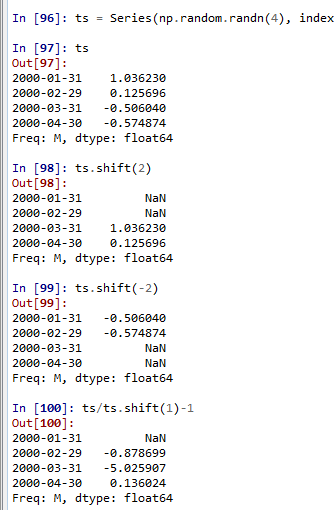 In [96]: ts = Series(np.random.randn(4), index
In [97]: ts
Out[97]:
2000-01-31    1.036230
2000-02-29    0.125696
2000-03-31   -0.506040
2000-04-30   -0.574874
Freq: M, dtype: float64
In [98]: ts.shift(2)
Out[98]:
2000-01-31         NaN
2000-02-29         NaN
2000-03-31    1.036230
2000-04-30    0.125696
Freq: M, dtype: float64
In [99]: ts.shift(-2)
Out[99]:
2000-01-31   -0.506040
2000-02-29   -0.574874
2000-03-31         NaN
2000-04-30         NaN
Freq: M, dtype: float64
In [100]: ts/ts.shift(1)-1
Out[100]:
2000-01-31         NaN
2000-02-29   -0.878699
2000-03-31   -5.025907
2000-04-30    0.136024
Freq: M, dtype: float64